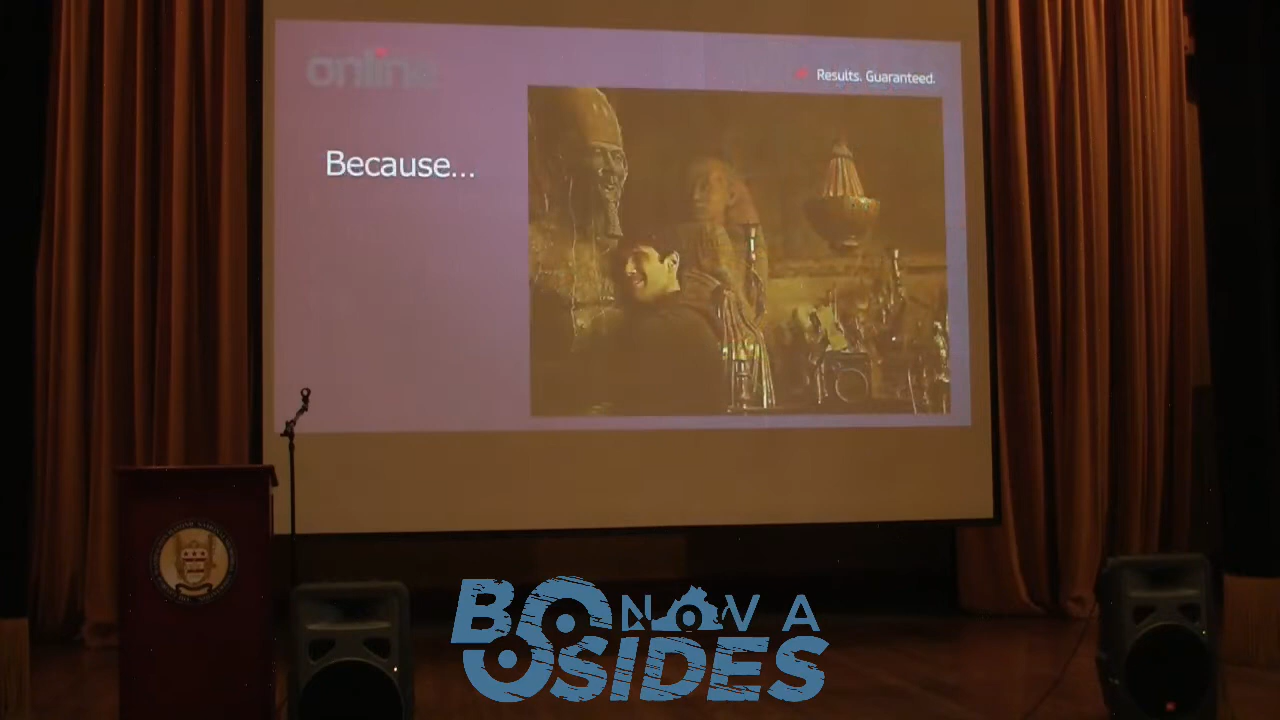 online
Results. Guaranteed.
Because...
BSIDES
NOVA